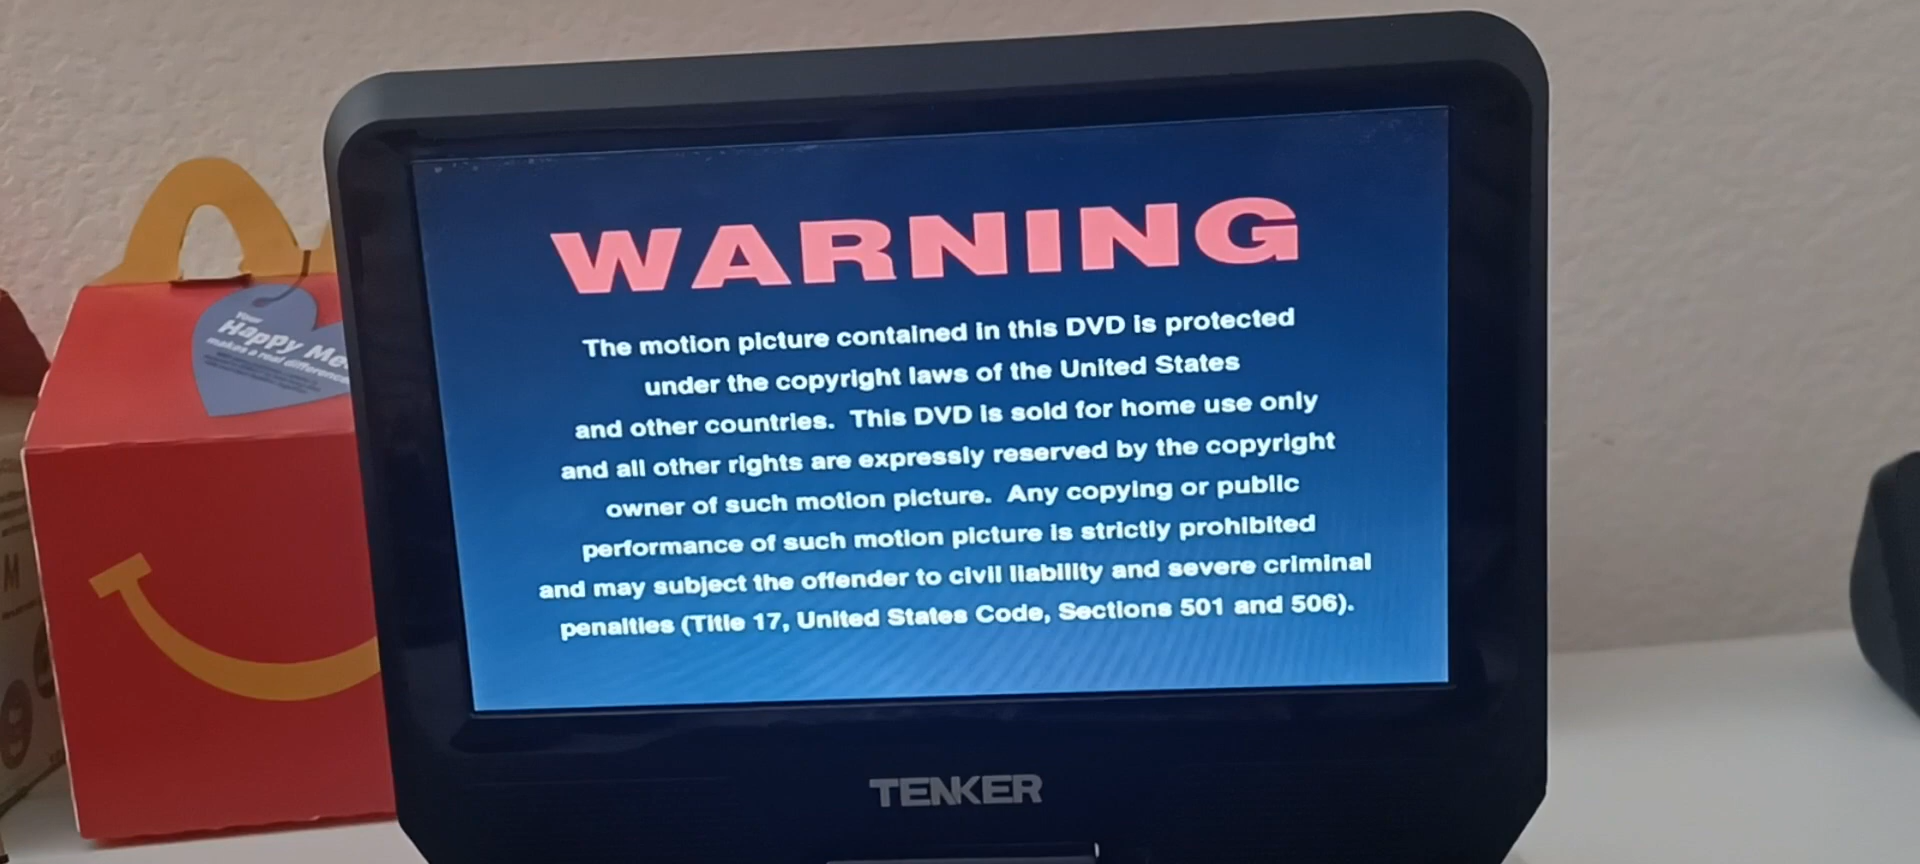 WARNING
The motion picture contained in this DVD is protected
under the copyright laws of the United States
and other countries. This DVD is sold for home use only
and all other rights are expressly reserved by the copyright
owner of such motion picture. Any copying or public
performance of such motion picture is strictly prohibited
and may subject the offender to civil liability and severe criminal
penalties (Title 17, United States Code, Sections 501 and 506).
TENKER
Your
Happy Me
makes a real difference
M